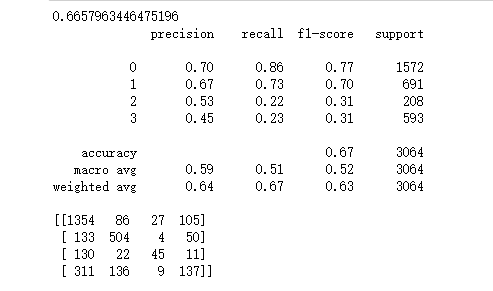 0.6657963446475196
precision recall f1-score support
0 0.70 0.86 0.77 1572
1 0.67 0.73 0.70 691
2 0.53 0.22 0.31 208
3 0.45 0.23 0.31 593
accuracy 0.67 3064
macro avg 0.59 0.51 0.52 3064
weighted avg 0.64 0.67 0.63 3064
[[1354 86 27 105]
[ 133 504 4 50]
[ 130 22 45 11]
[ 311 136 9 137]]